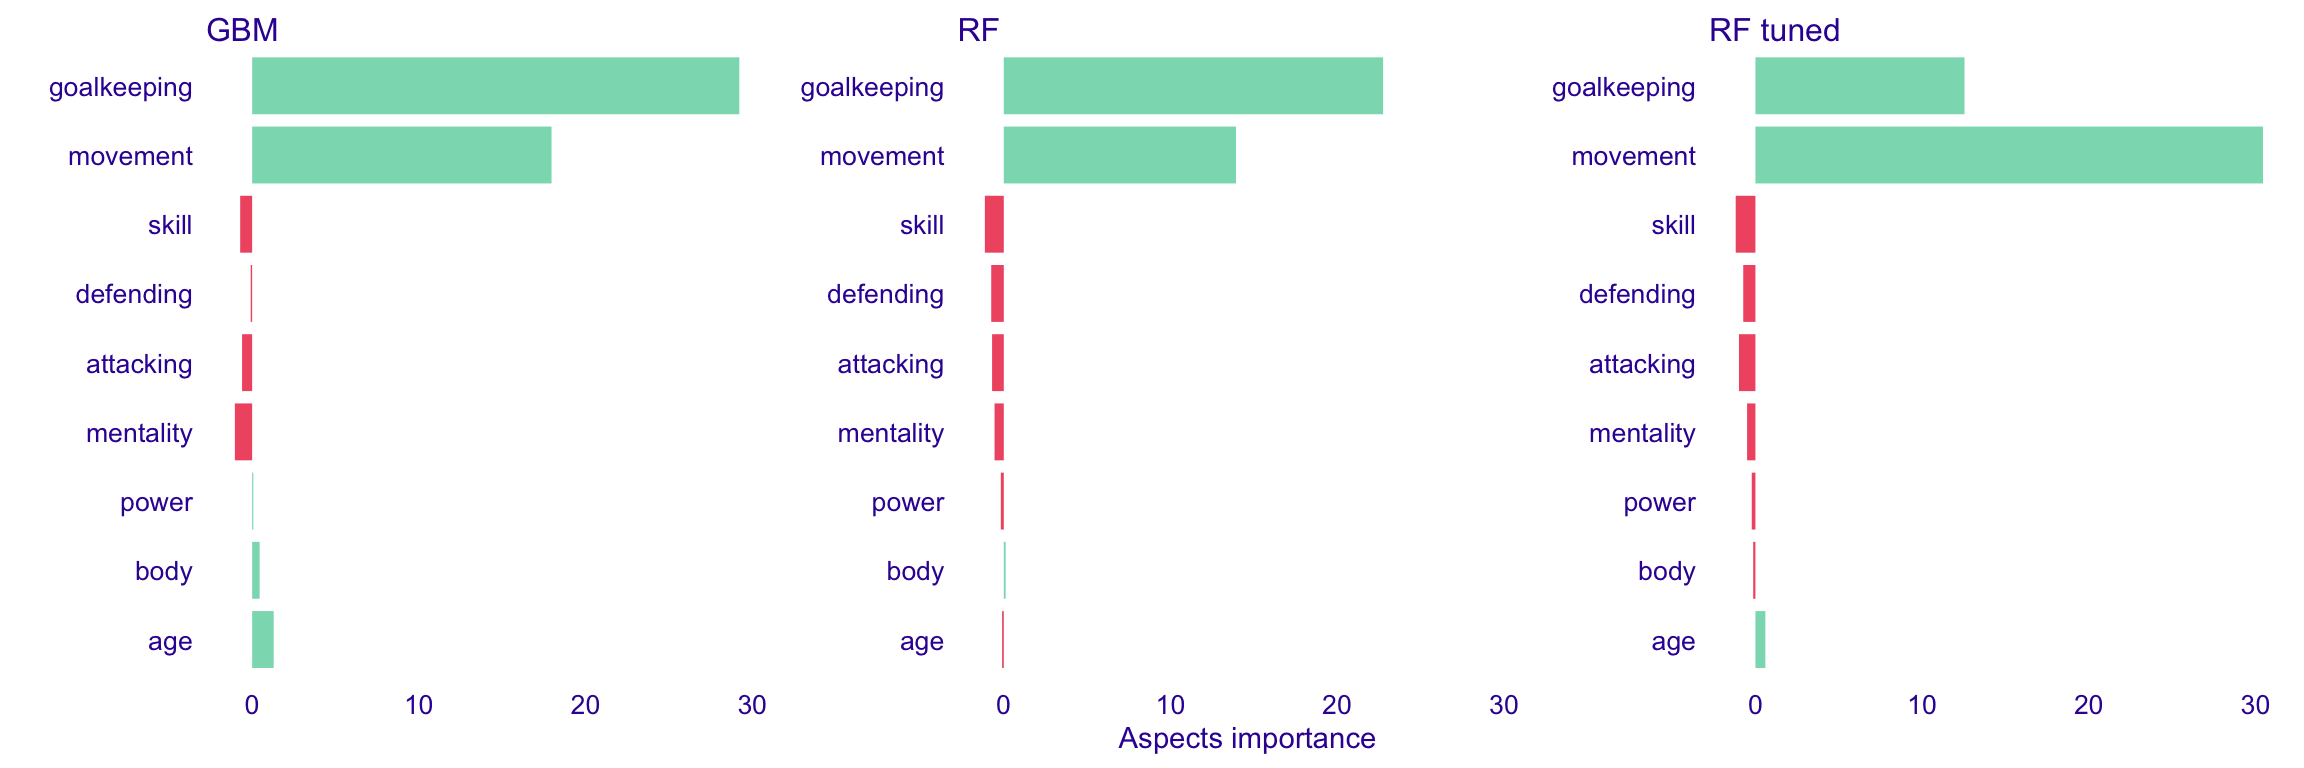 GBM
goalkeeping
movement
skill
defending
attacking
mentality
power
body
age
0 10 20 30
RF
goalkeeping
movement
skill
defending
attacking
mentality
power
body
age
0 10 20 30
RF tuned
goalkeeping
movement
skill
defending
attacking
mentality
power
body
age
0 10 20 30
Aspects importance